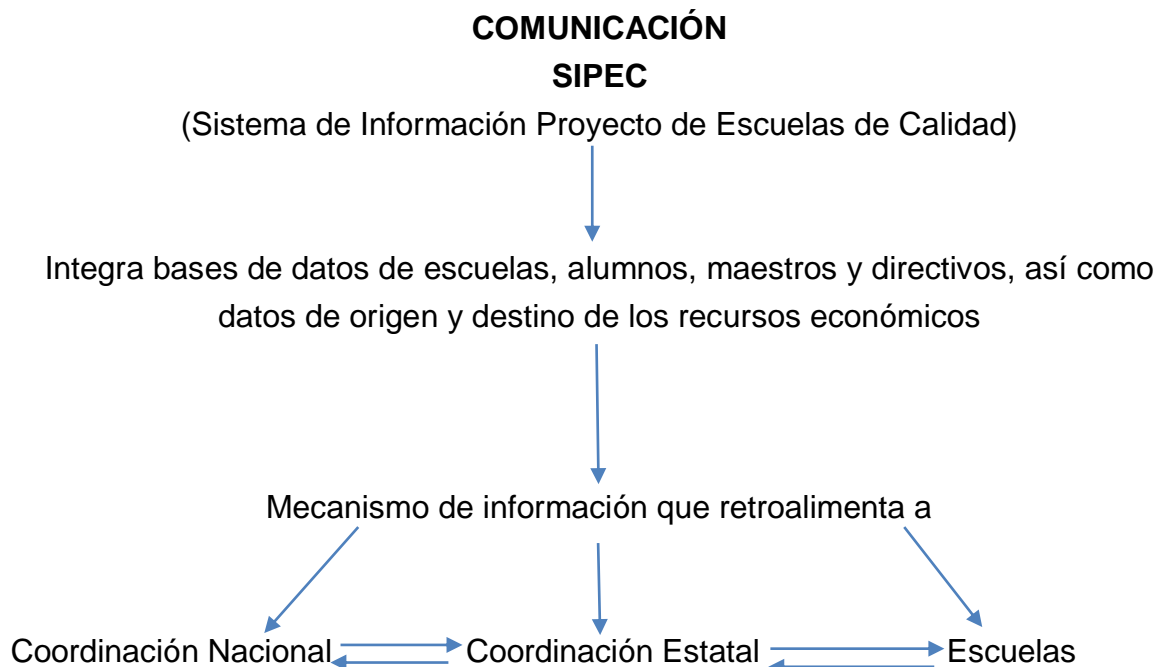 COMUNICACIÓN
SIPEC
(Sistema de Información Proyecto de Escuelas de Calidad)
Integra bases de datos de escuelas, alumnos, maestros y directivos, así como
datos de origen y destino de los recursos económicos
Mecanismo de información que retroalimenta a
Coordinación Nacional Coordinación Estatal Escuelas